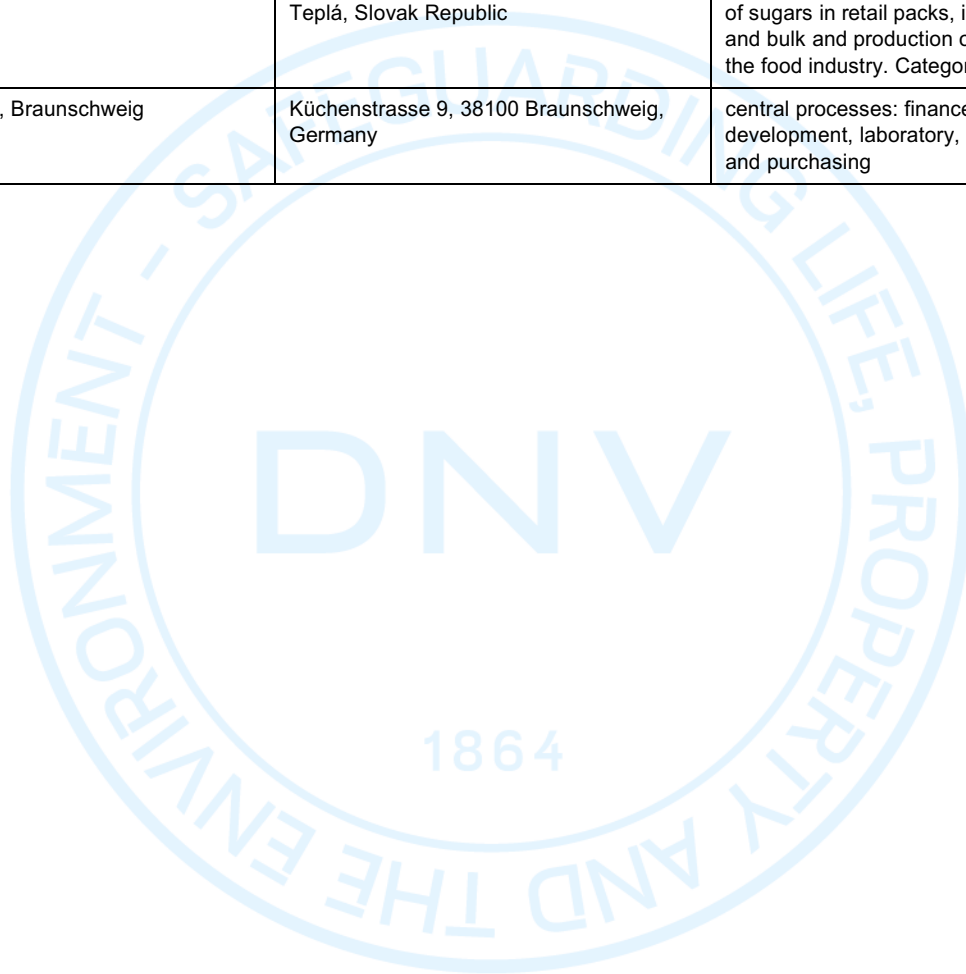 Teplá, Slovak Republic
of sugars in retail packs, i
and bulk and production
the food industry. Catego
, Braunschweig
Küchenstrasse 9, 38100 Braunschweig,
Germany
central processes: finance
development, laboratory,
and purchasing
SAFEGUARDING LIFE, PROPERTY AND THE ENVIRONMENT -
DNV
1864